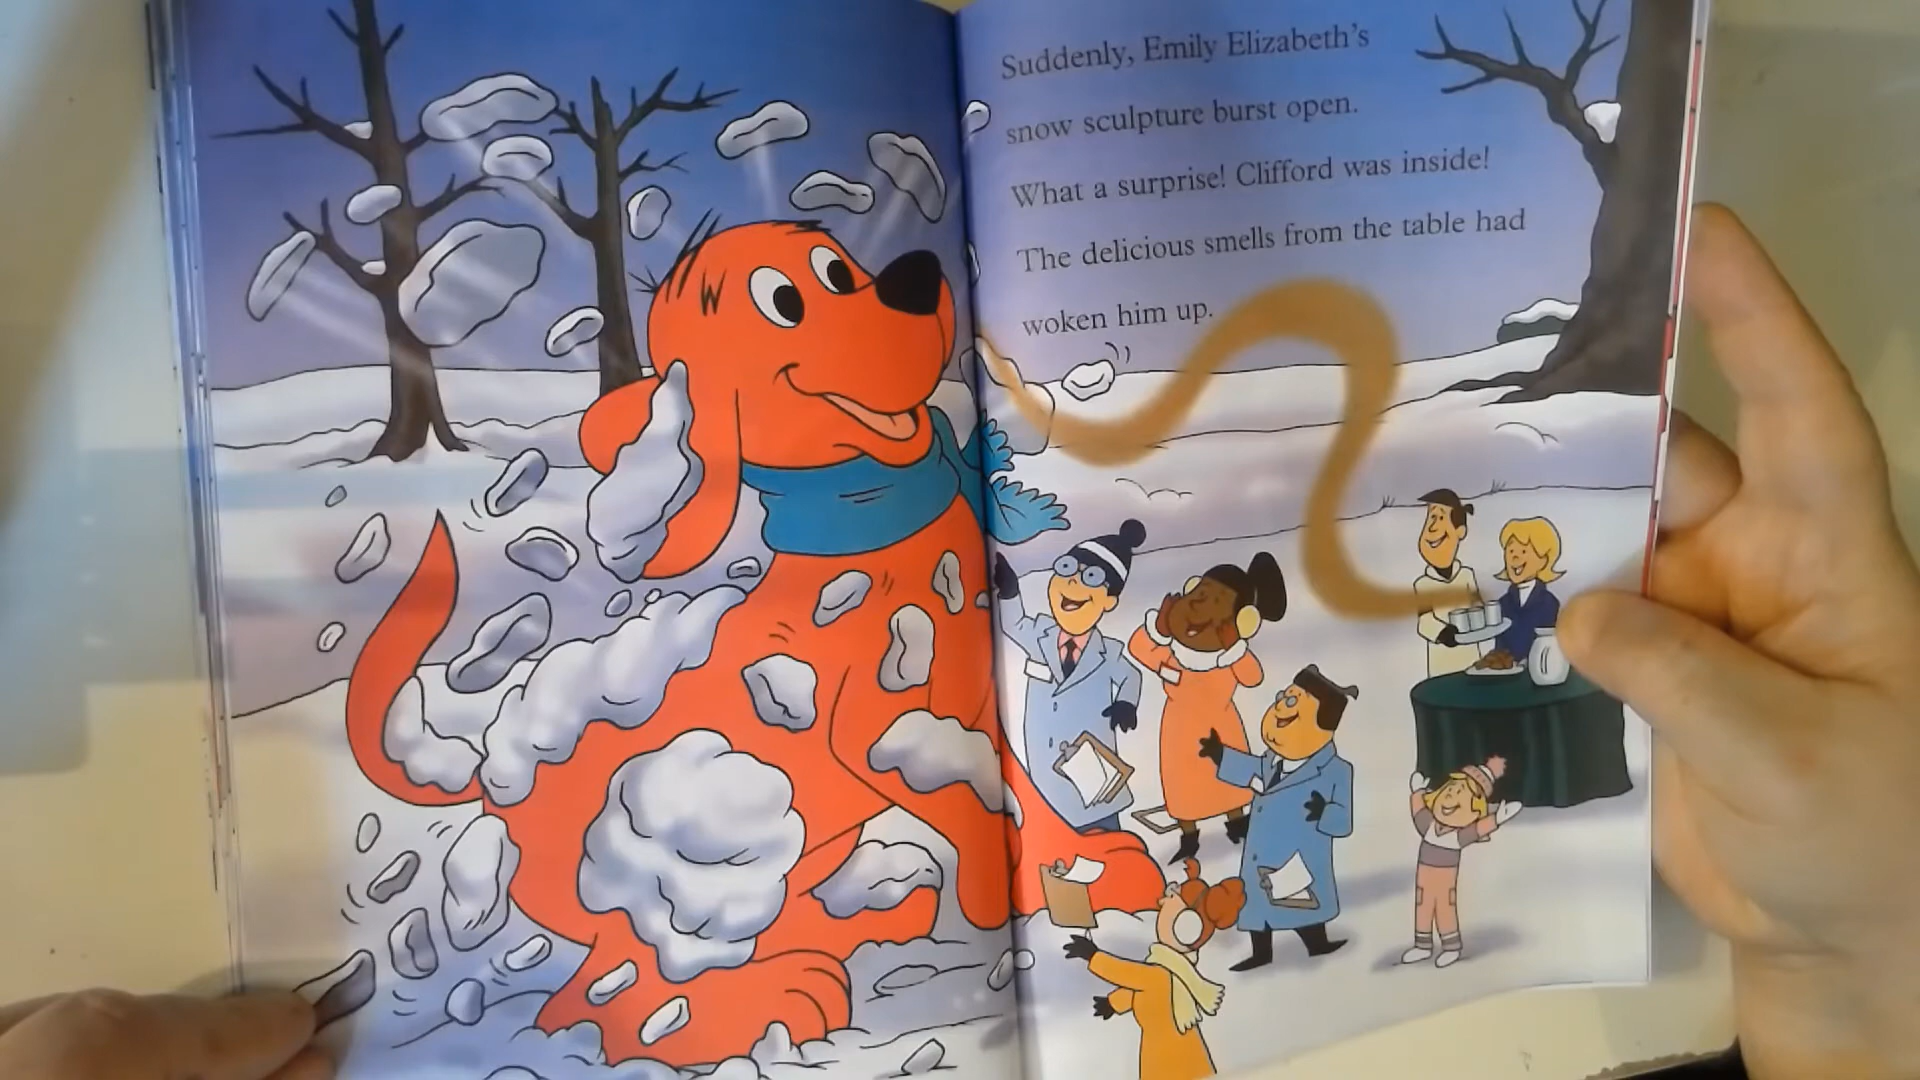 Suddenly, Emily Elizabeth's
snow sculpture burst open.
What a surprise! Clifford was inside!
The delicious smells from the table had
woken him up.